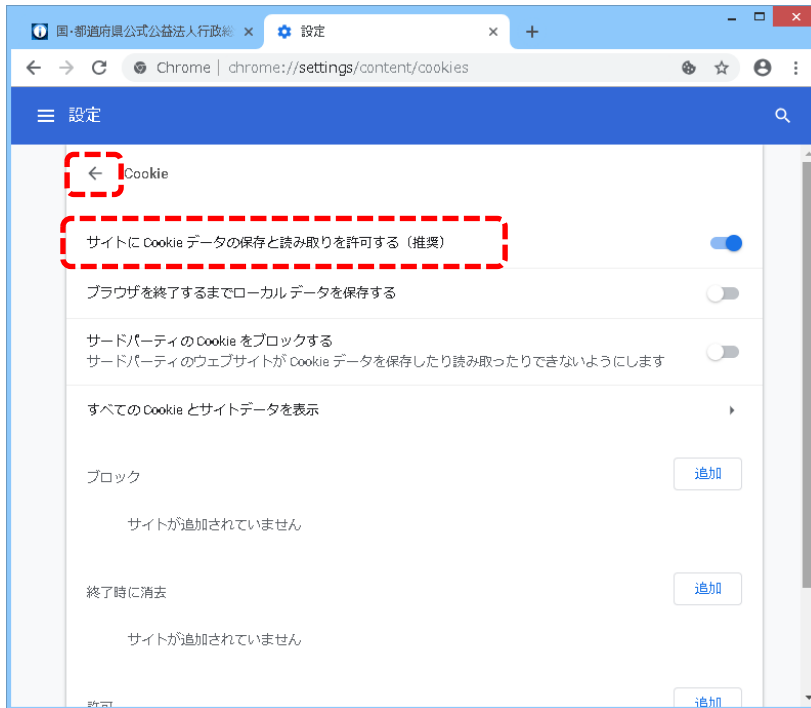 国・都道府県公式公益法人行政総
設定
Chrome | chrome://settings/content/cookies
設定
Cookie
サイトに Cookie データの保存と読み取りを許可する（推奨）
ブラウザを終了するまでローカル データを保存する
サードパーティの Cookie をブロックする
サードパーティのウェブサイトが Cookie データを保存したり読み取ったりできないようにします
すべての Cookie とサイトデータを表示
ブロック
追加
サイトが追加されていません
終了時に消去
追加
サイトが追加されていません
許可
追加